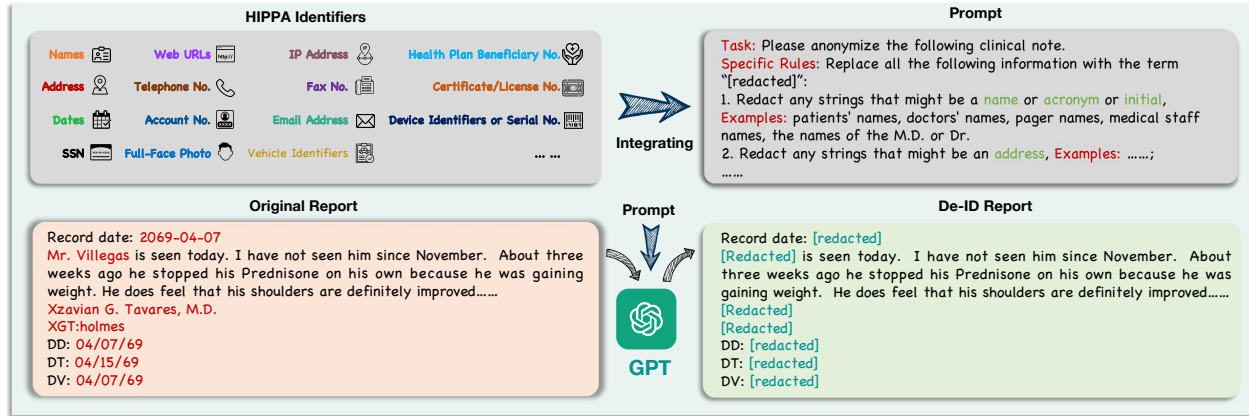 HIPPA Identifiers
Names
Web URLs
http://
IP Address
IP
Health Plan Beneficiary No.
Address
Telephone No.
Fax No.
Certificate/License No.
Dates
Account No.
Email Address
Device Identifiers or Serial No.
SSN
Full-Face Photo
Vehicle Identifiers
... ...
Integrating
Prompt
Task: Please anonymize the following clinical note.
Specific Rules: Replace all the following information with the term
“[redacted]”:
1. Redact any strings that might be a name or acronym or initial,
Examples: patients' names, doctors' names, pager names, medical staff
names, the names of the M.D. or Dr.
2. Redact any strings that might be an address, Examples: ……;
……
Original Report
Record date: 2069-04-07
Mr. Villegas is seen today. I have not seen him since November. About three
weeks ago he stopped his Prednisone on his own because he was gaining
weight. He does feel that his shoulders are definitely improved……
Xzavian G. Tavares, M.D.
XGT:holmes
DD: 04/07/69
DT: 04/15/69
DV: 04/07/69
Prompt
GPT
De-ID Report
Record date: [redacted]
[Redacted] is seen today. I have not seen him since November. About
three weeks ago he stopped his Prednisone on his own because he was
gaining weight. He does feel that his shoulders are definitely improved……
[Redacted]
[Redacted]
DD: [redacted]
DT: [redacted]
DV: [redacted]